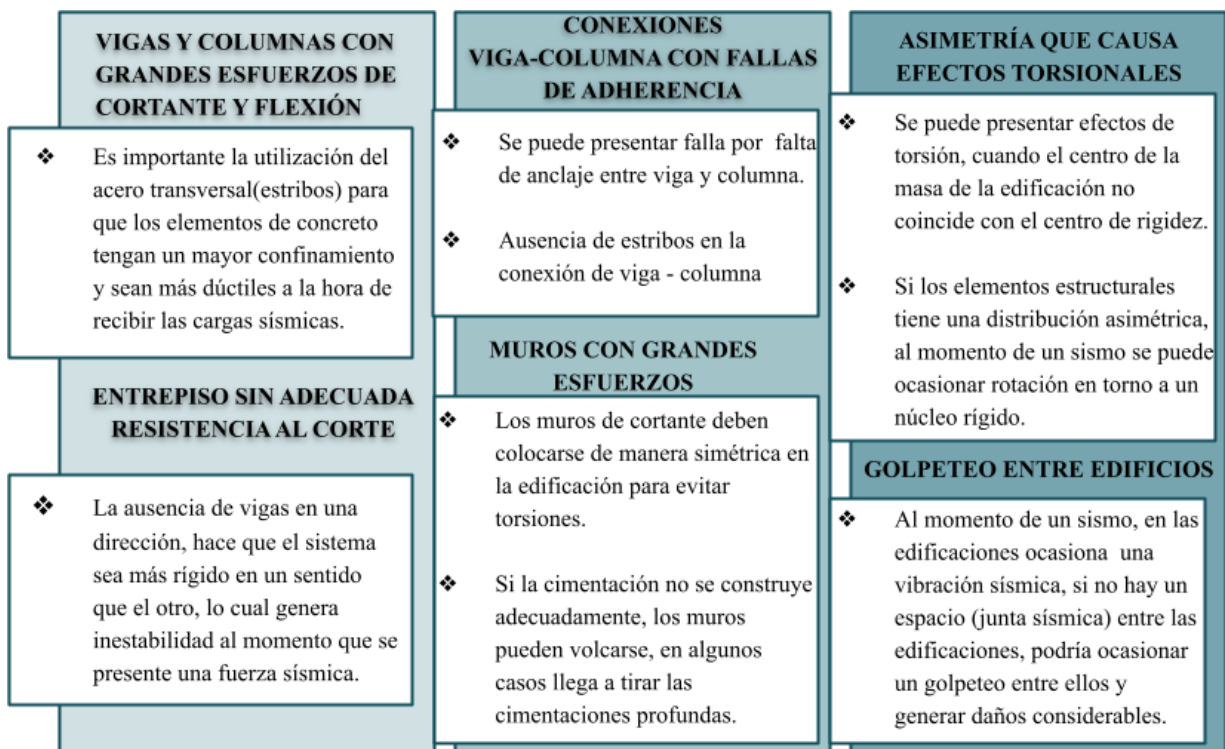 VIGAS Y COLUMNAS CON
GRANDES ESFUERZOS DE
CORTANTE Y FLEXIÓN
❖ Es importante la utilización del
acero transversal(estribos) para
que los elementos de concreto
tengan un mayor confinamiento
y sean más dúctiles a la hora de
recibir las cargas sísmicas.
ENTREPISO SIN ADECUADA
RESISTENCIA AL CORTE
❖ La ausencia de vigas en una
dirección, hace que el sistema
sea más rígido en un sentido
que el otro, lo cual genera
inestabilidad al momento que se
presente una fuerza sísmica.
CONEXIONES
VIGA-COLUMNA CON FALLAS
DE ADHERENCIA
❖ Se puede presentar falla por falta
de anclaje entre viga y columna.
❖ Ausencia de estribos en la
conexión de viga - columna
MUROS CON GRANDES
ESFUERZOS
❖ Los muros de cortante deben
colocarse de manera simétrica en
la edificación para evitar
torsiones.
❖ Si la cimentación no se construye
adecuadamente, los muros
pueden volcarse, en algunos
casos llega a tirar las
cimentaciones profundas.
ASIMETRÍA QUE CAUSA
EFECTOS TORSIONALES
❖ Se puede presentar efectos de
torsión, cuando el centro de la
masa de la edificación no
coincide con el centro de rigidez.
❖ Si los elementos estructurales
tiene una distribución asimétrica,
al momento de un sismo se puede
ocasionar rotación en torno a un
núcleo rígido.
GOLPETEO ENTRE EDIFICIOS
❖ Al momento de un sismo, en las
edificaciones ocasiona una
vibración sísmica, si no hay un
espacio (junta sísmica) entre las
edificaciones, podría ocasionar
un golpeteo entre ellos y
generar daños considerables.